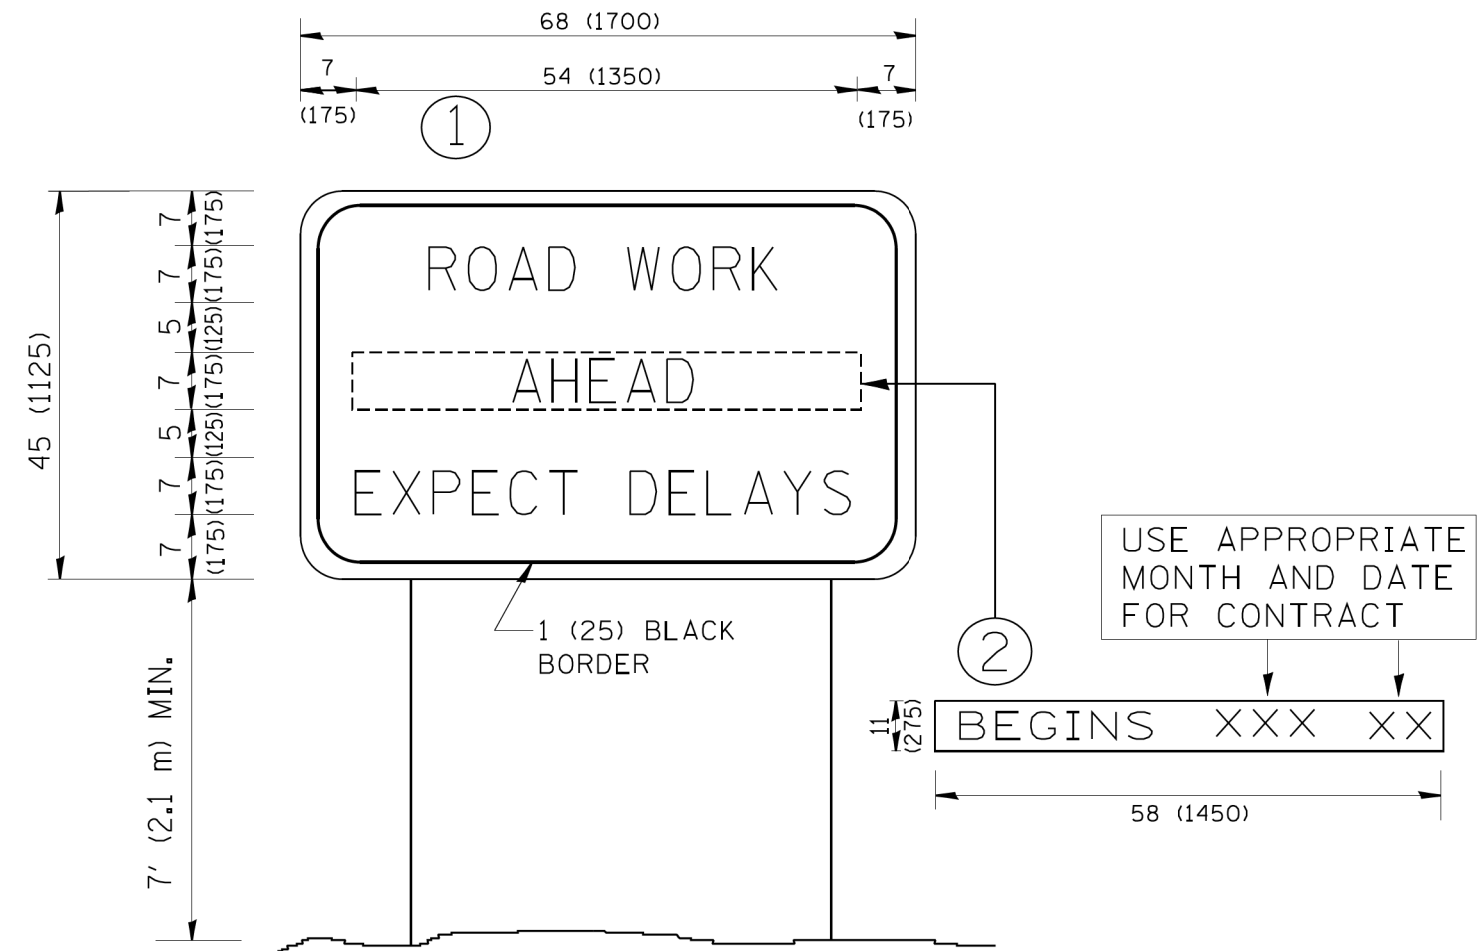 68 (1700)
7
54 (1350)
7
(175)
(175)
1
45 (1125)
7 (175)
7 (175)
5 (125)
7 (175)
5 (125)
7 (175)
7 (175)
ROAD WORK
AHEAD
EXPECT DELAYS
1 (25) BLACK
BORDER
7' (2.1 m) MIN.
2
USE APPROPRIATE
MONTH AND DATE
FOR CONTRACT
11
(275)
BEGINS XXX XX
58 (1450)